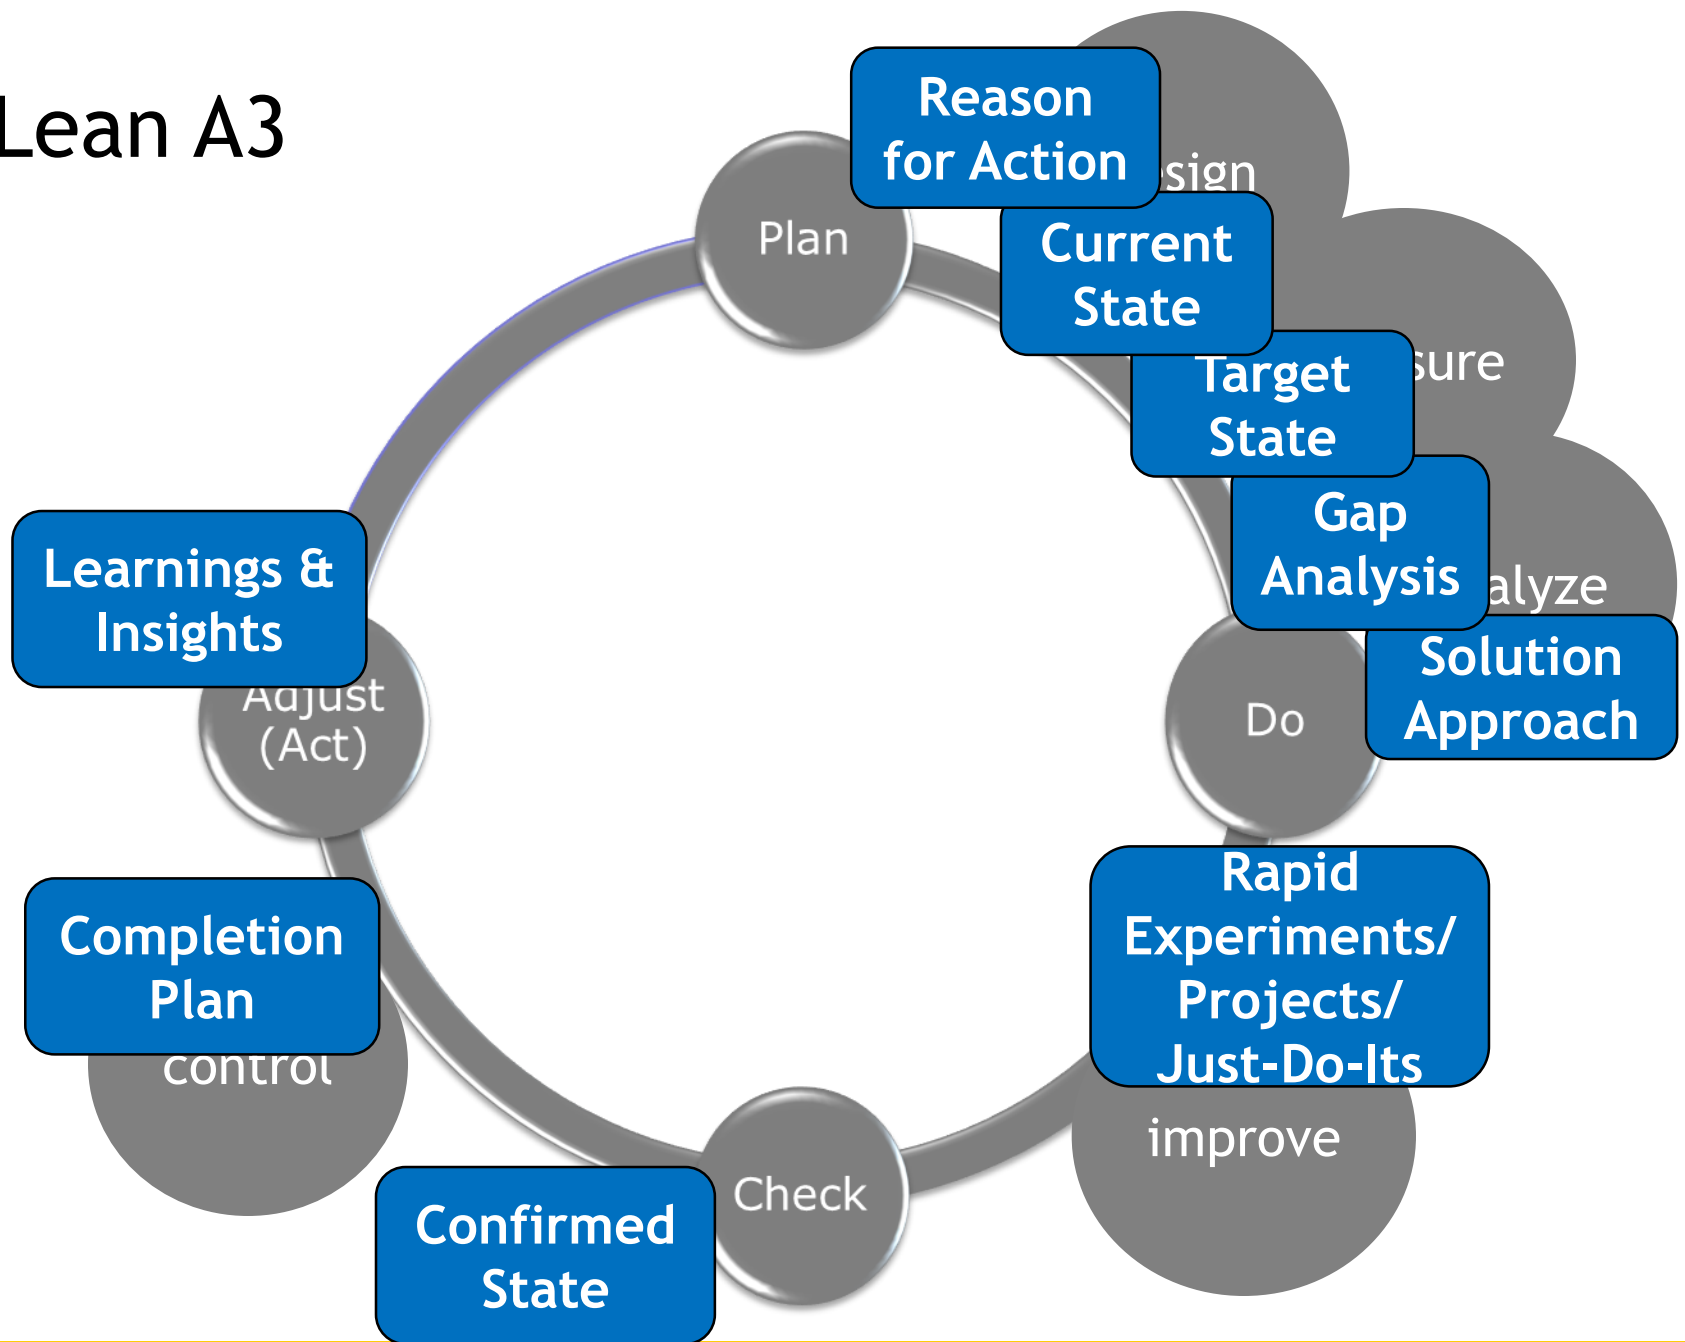 Lean A3
Reason
for Action
sign
Plan
Current
State
sure
Target
State
Gap
Analysis
alyze
Learnings &
Insights
Solution
Approach
Adjust
(Act)
Do
Rapid
Experiments/
Projects/
Just-Do-Its
Completion
Plan
control
improve
Check
Confirmed
State